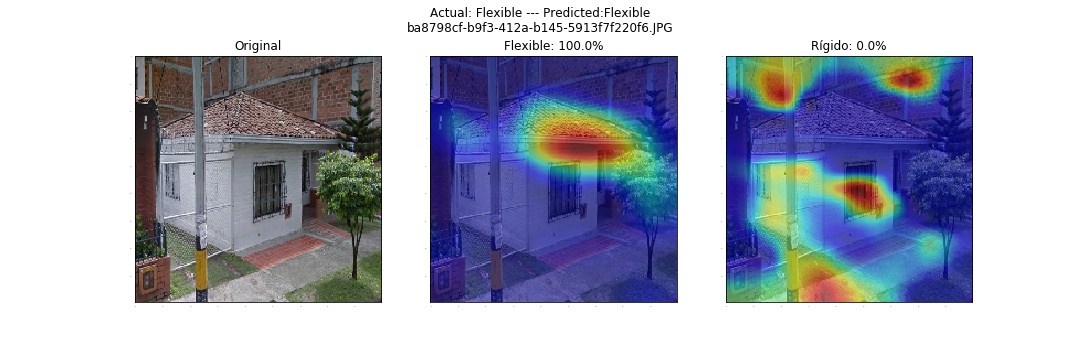 Actual: Flexible --- Predicted:Flexible
ba8798cf-b9f3-412a-b145-5913f7f220f6.JPG
Original
Flexible: 100.0%
Rígido: 0.0%